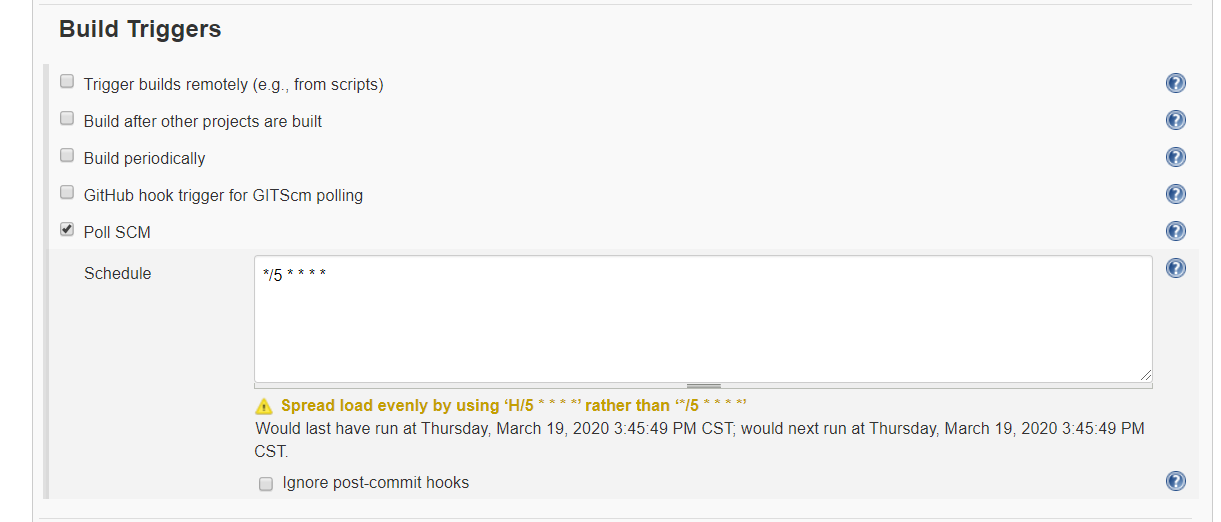 Build Triggers
Trigger builds remotely (e.g., from scripts)
Build after other projects are built
Build periodically
GitHub hook trigger for GITScm polling
Poll SCM
Schedule
*/5 * * * *
Spread load evenly by using ‘H/5 * * * *’ rather than ‘*/5 * * * *’
Would last have run at Thursday, March 19, 2020 3:45:49 PM CST; would next run at Thursday, March 19, 2020 3:45:49 PM
CST.
Ignore post-commit hooks